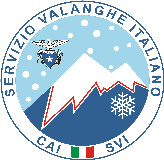 SERVIZIO VALANGHE ITALIANO
CAI SVI